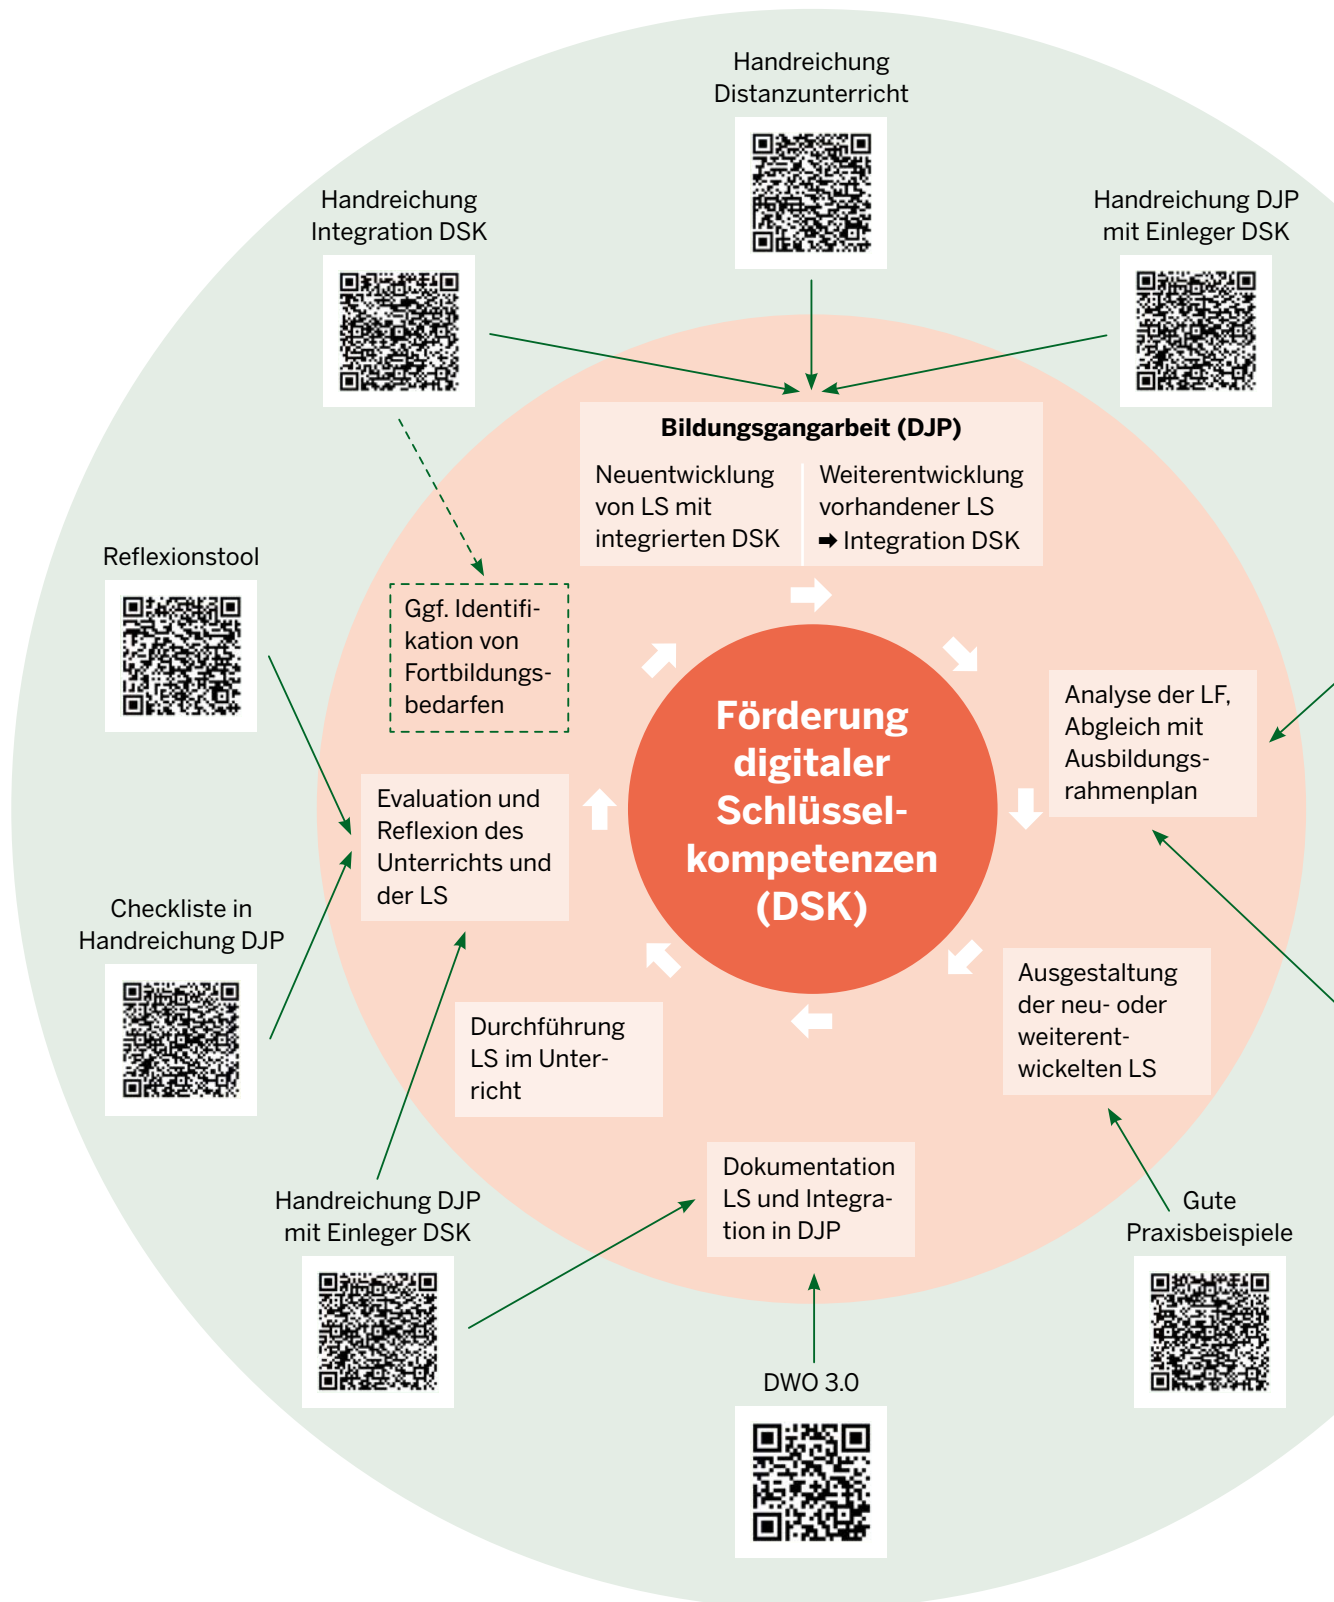 Handreichung
Distanzunterricht
Handreichung
Integration DSK
Handreichung DJP
mit Einleger DSK
Bildungsgangarbeit (DJP)
Neuentwicklung
von LS mit
integrierten DSK
Weiterentwicklung
vorhandener LS
➡ Integration DSK
Reflexionstool
Ggf. Identifi-
kation von
Fortbildungs-
bedarfen
Förderung
digitaler
Schlüssel-
kompetenzen
(DSK)
Analyse der LF,
Abgleich mit
Ausbildungs-
rahmenplan
Evaluation und
Reflexion des
Unterrichts und
der LS
Checkliste in
Handreichung DJP
Ausgestaltung
der neu- oder
weiterent-
wickelten LS
Durchführung
LS im Unter-
richt
Dokumentation
LS und Integra-
tion in DJP
Handreichung DJP
mit Einleger DSK
Gute
Praxisbeispiele
DWO 3.0